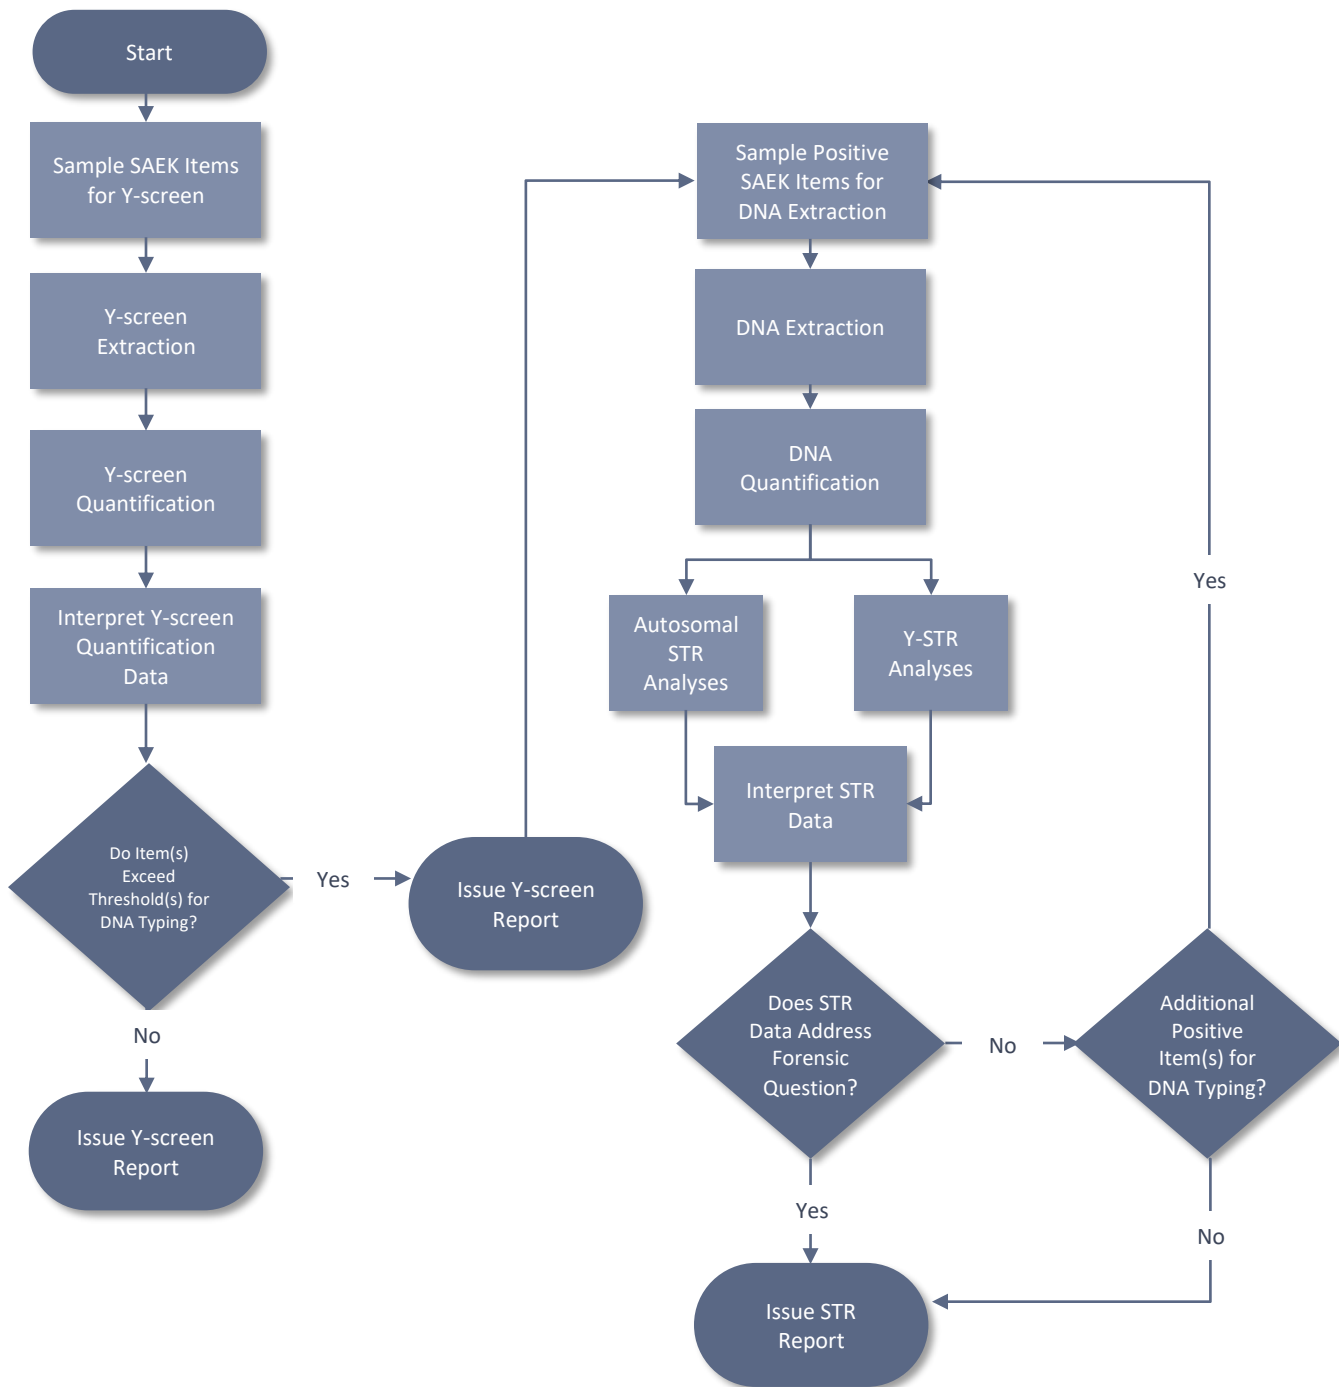 Start
Sample SAEK Items
for Y-screen
Y-screen
Extraction
Y-screen
Quantification
Interpret Y-screen
Quantification
Data
Do Item(s)
Exceed
Threshold(s) for
DNA Typing?
Yes
No
Issue Y-screen
Report
Issue Y-screen
Report
Sample Positive
SAEK Items for
DNA Extraction
DNA Extraction
DNA
Quantification
Autosomal
STR
Analyses
Y-STR
Analyses
Interpret STR
Data
Does STR
Data Address
Forensic
Question?
No
Yes
Additional
Positive
Item(s) for
DNA Typing?
Yes
No
Issue STR
Report